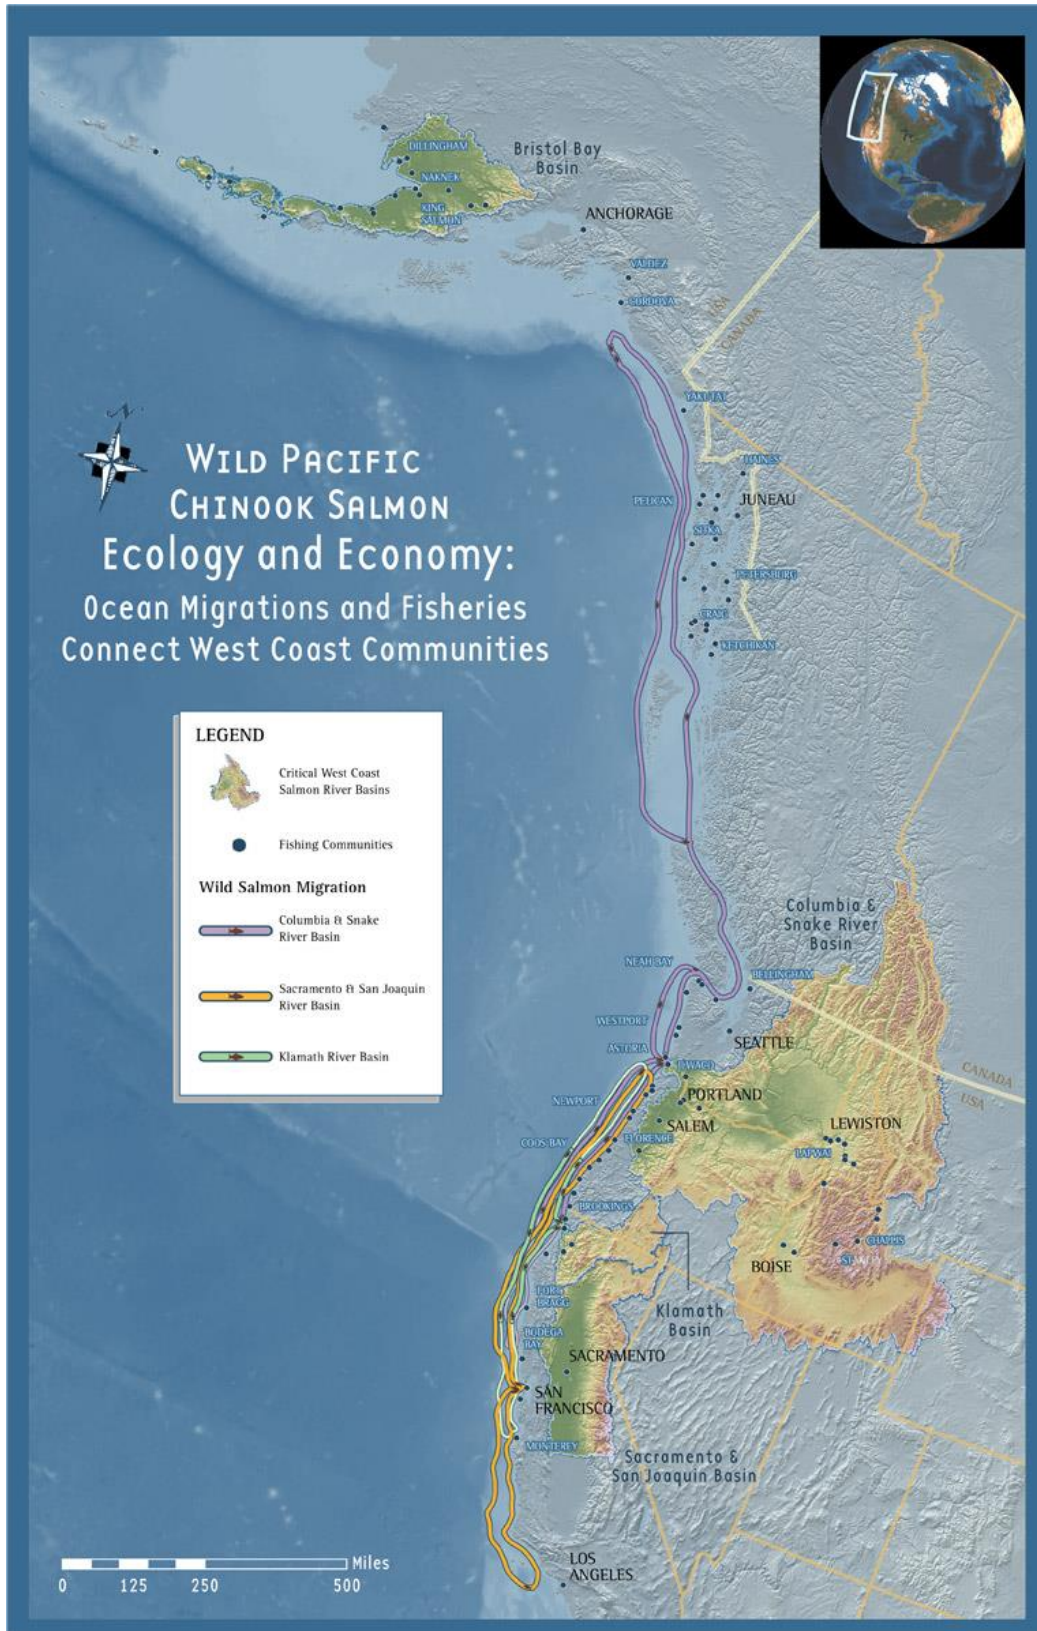 DILLINGHAM
Bristol Bay
Basin
NAKNEK
KING
SALMON
ANCHORAGE
VALDEZ
CORDOVA
USA
CANADA
YAKUTAT
N
WILD PACIFIC
CHINOOK SALMON
Ecology and Economy:
Ocean Migrations and Fisheries
Connect West Coast Communities
HAINES
PELICAN
JUNEAU
SITKA
PETERSBURG
CRAIG
KETCHIKAN
LEGEND
Critical West Coast
Salmon River Basins
Fishing Communities
Wild Salmon Migration
Columbia & Snake
River Basin
Sacramento & San Joaquin
River Basin
Klamath River Basin
Columbia &
Snake River
Basin
NEAH BAY
BELLINGHAM
WESTPORT
SEATTLE
ASTORIA
ILWACO
CANADA
USA
PORTLAND
NEWPORT
SALEM
LEWISTON
COOS BAY
FLORENCE
LAPWAI
BROOKINGS
CHALLIS
BOISE
FORT
BRAGG
Klamath
Basin
BODEGA
BAY
SACRAMENTO
SAN
FRANCISCO
MONTEREY
Sacramento &
San Joaquin Basin
LOS
ANGELES
Miles
0 125 250 500